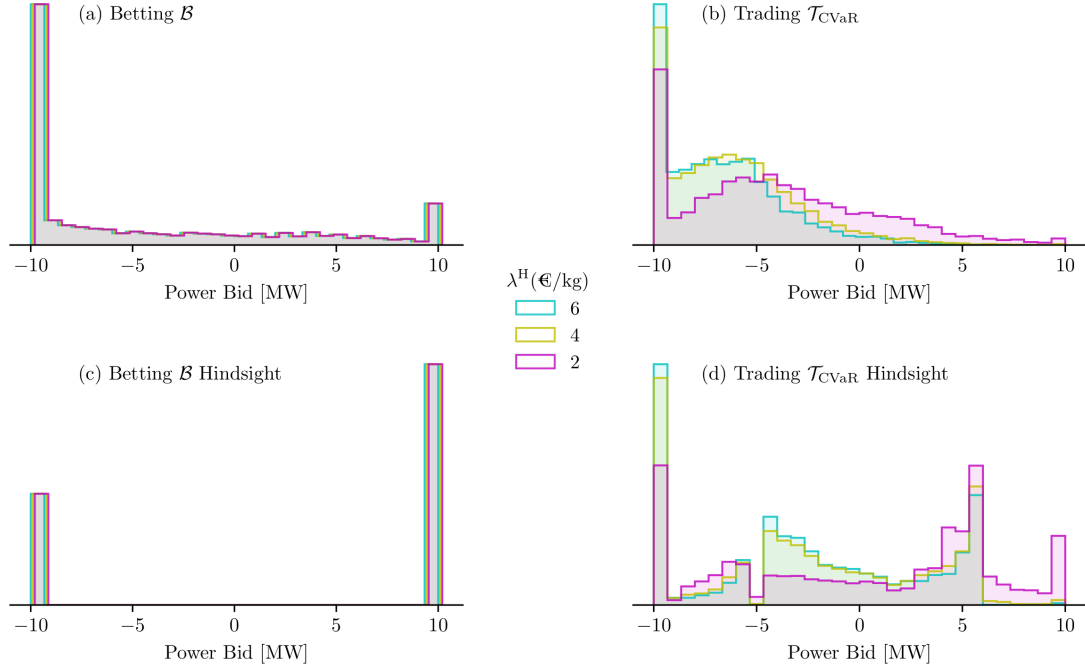 (a) Betting ℬ
(b) Trading 𝒯CVaR
−10 −5 0 5 10
Power Bid [MW]
−10 −5 0 5 10
Power Bid [MW]
λᴴ(€/kg)
6
4
2
(c) Betting ℬ Hindsight
(d) Trading 𝒯CVaR Hindsight
−10 −5 0 5 10
Power Bid [MW]
−10 −5 0 5 10
Power Bid [MW]